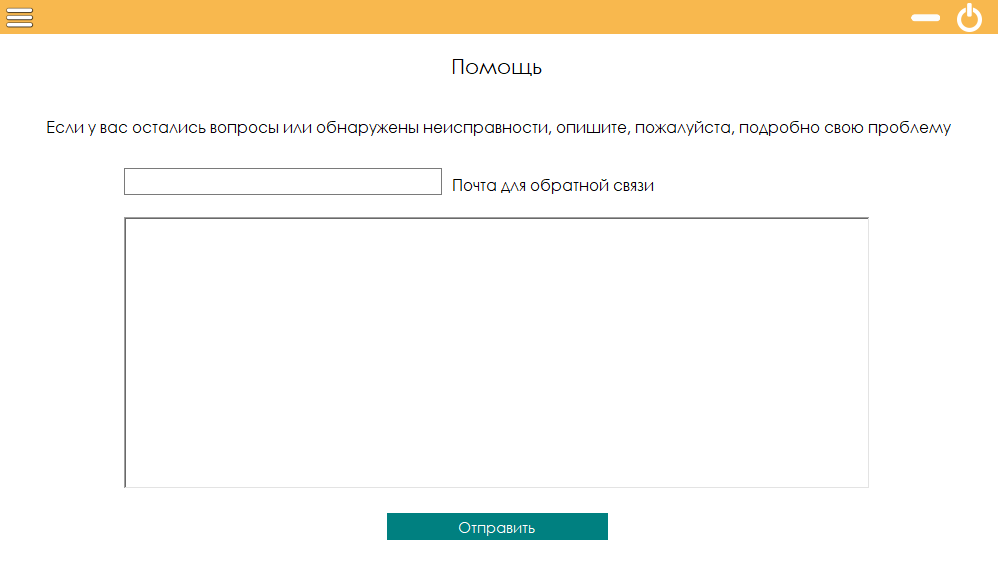 Помощь
Если у вас остались вопросы или обнаружены неисправности, опишите, пожалуйста, подробно свою проблему
Почта для обратной связи
Отправить